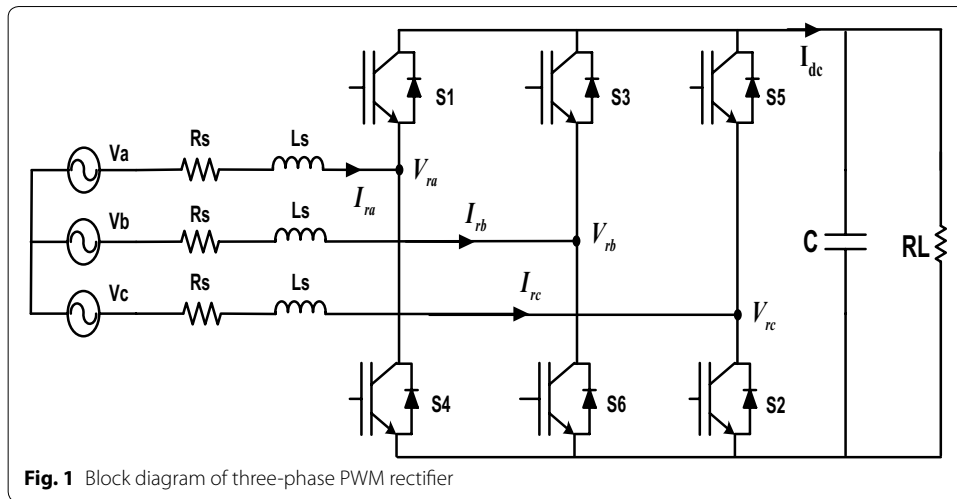 I_dc
S1
S3
S5
Va
Rs
Ls
V_ra
I_ra
Vb
Rs
Ls
I_rb
V_rb
Vc
Rs
Ls
I_rc
V_rc
C
RL
S4
S6
S2
Fig. 1 Block diagram of three-phase PWM rectifier